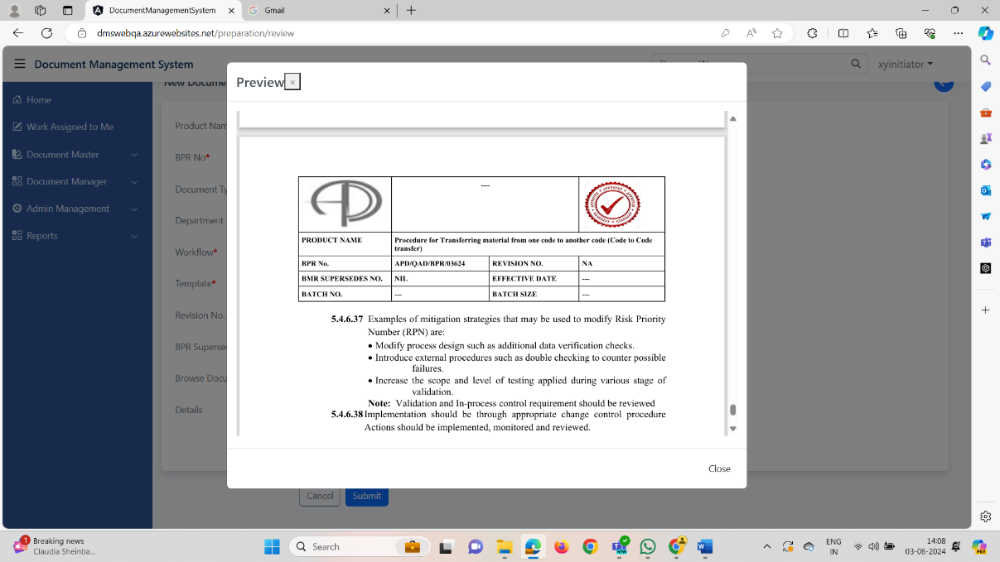 DocumentManagementSystem
Gmail
dmswebqa.azurewebsites.net/preparation/review
Document Management System
xyinitiator
Home
Work Assigned to Me
Document Master
Document Manager
Admin Management
Reports
New Docume
Product Nam
BPR No*
Document Ty
Department
Workflow*
Template*
Revision No.
BPR Superse
Browse Docu
Details
Cancel
Submit
Preview
×
---
APPROVED
PRODUCT NAME
Procedure for Transferring material from one code to another code (Code to Code
transfer)
BPR No.
APD/QAD/BPR/03624
REVISION NO.
NA
BMR SUPERSEDES NO.
NIL
EFFECTIVE DATE
---
BATCH NO.
---
BATCH SIZE
---
5.4.6.37 Examples of mitigation strategies that may be used to modify Risk Priority
Number (RPN) are:
• Modify process design such as additional data verification checks.
• Introduce external procedures such as double checking to counter possible
failures.
• Increase the scope and level of testing applied during various stage of
validation.
Note: Validation and In-process control requirement should be reviewed
5.4.6.38 Implementation should be through appropriate change control procedure
Actions should be implemented, monitored and reviewed.
Close
1
Breaking news
Claudia Sheinba...
Search
NEW
ENG
IN
14:08
03-06-2024
PRE